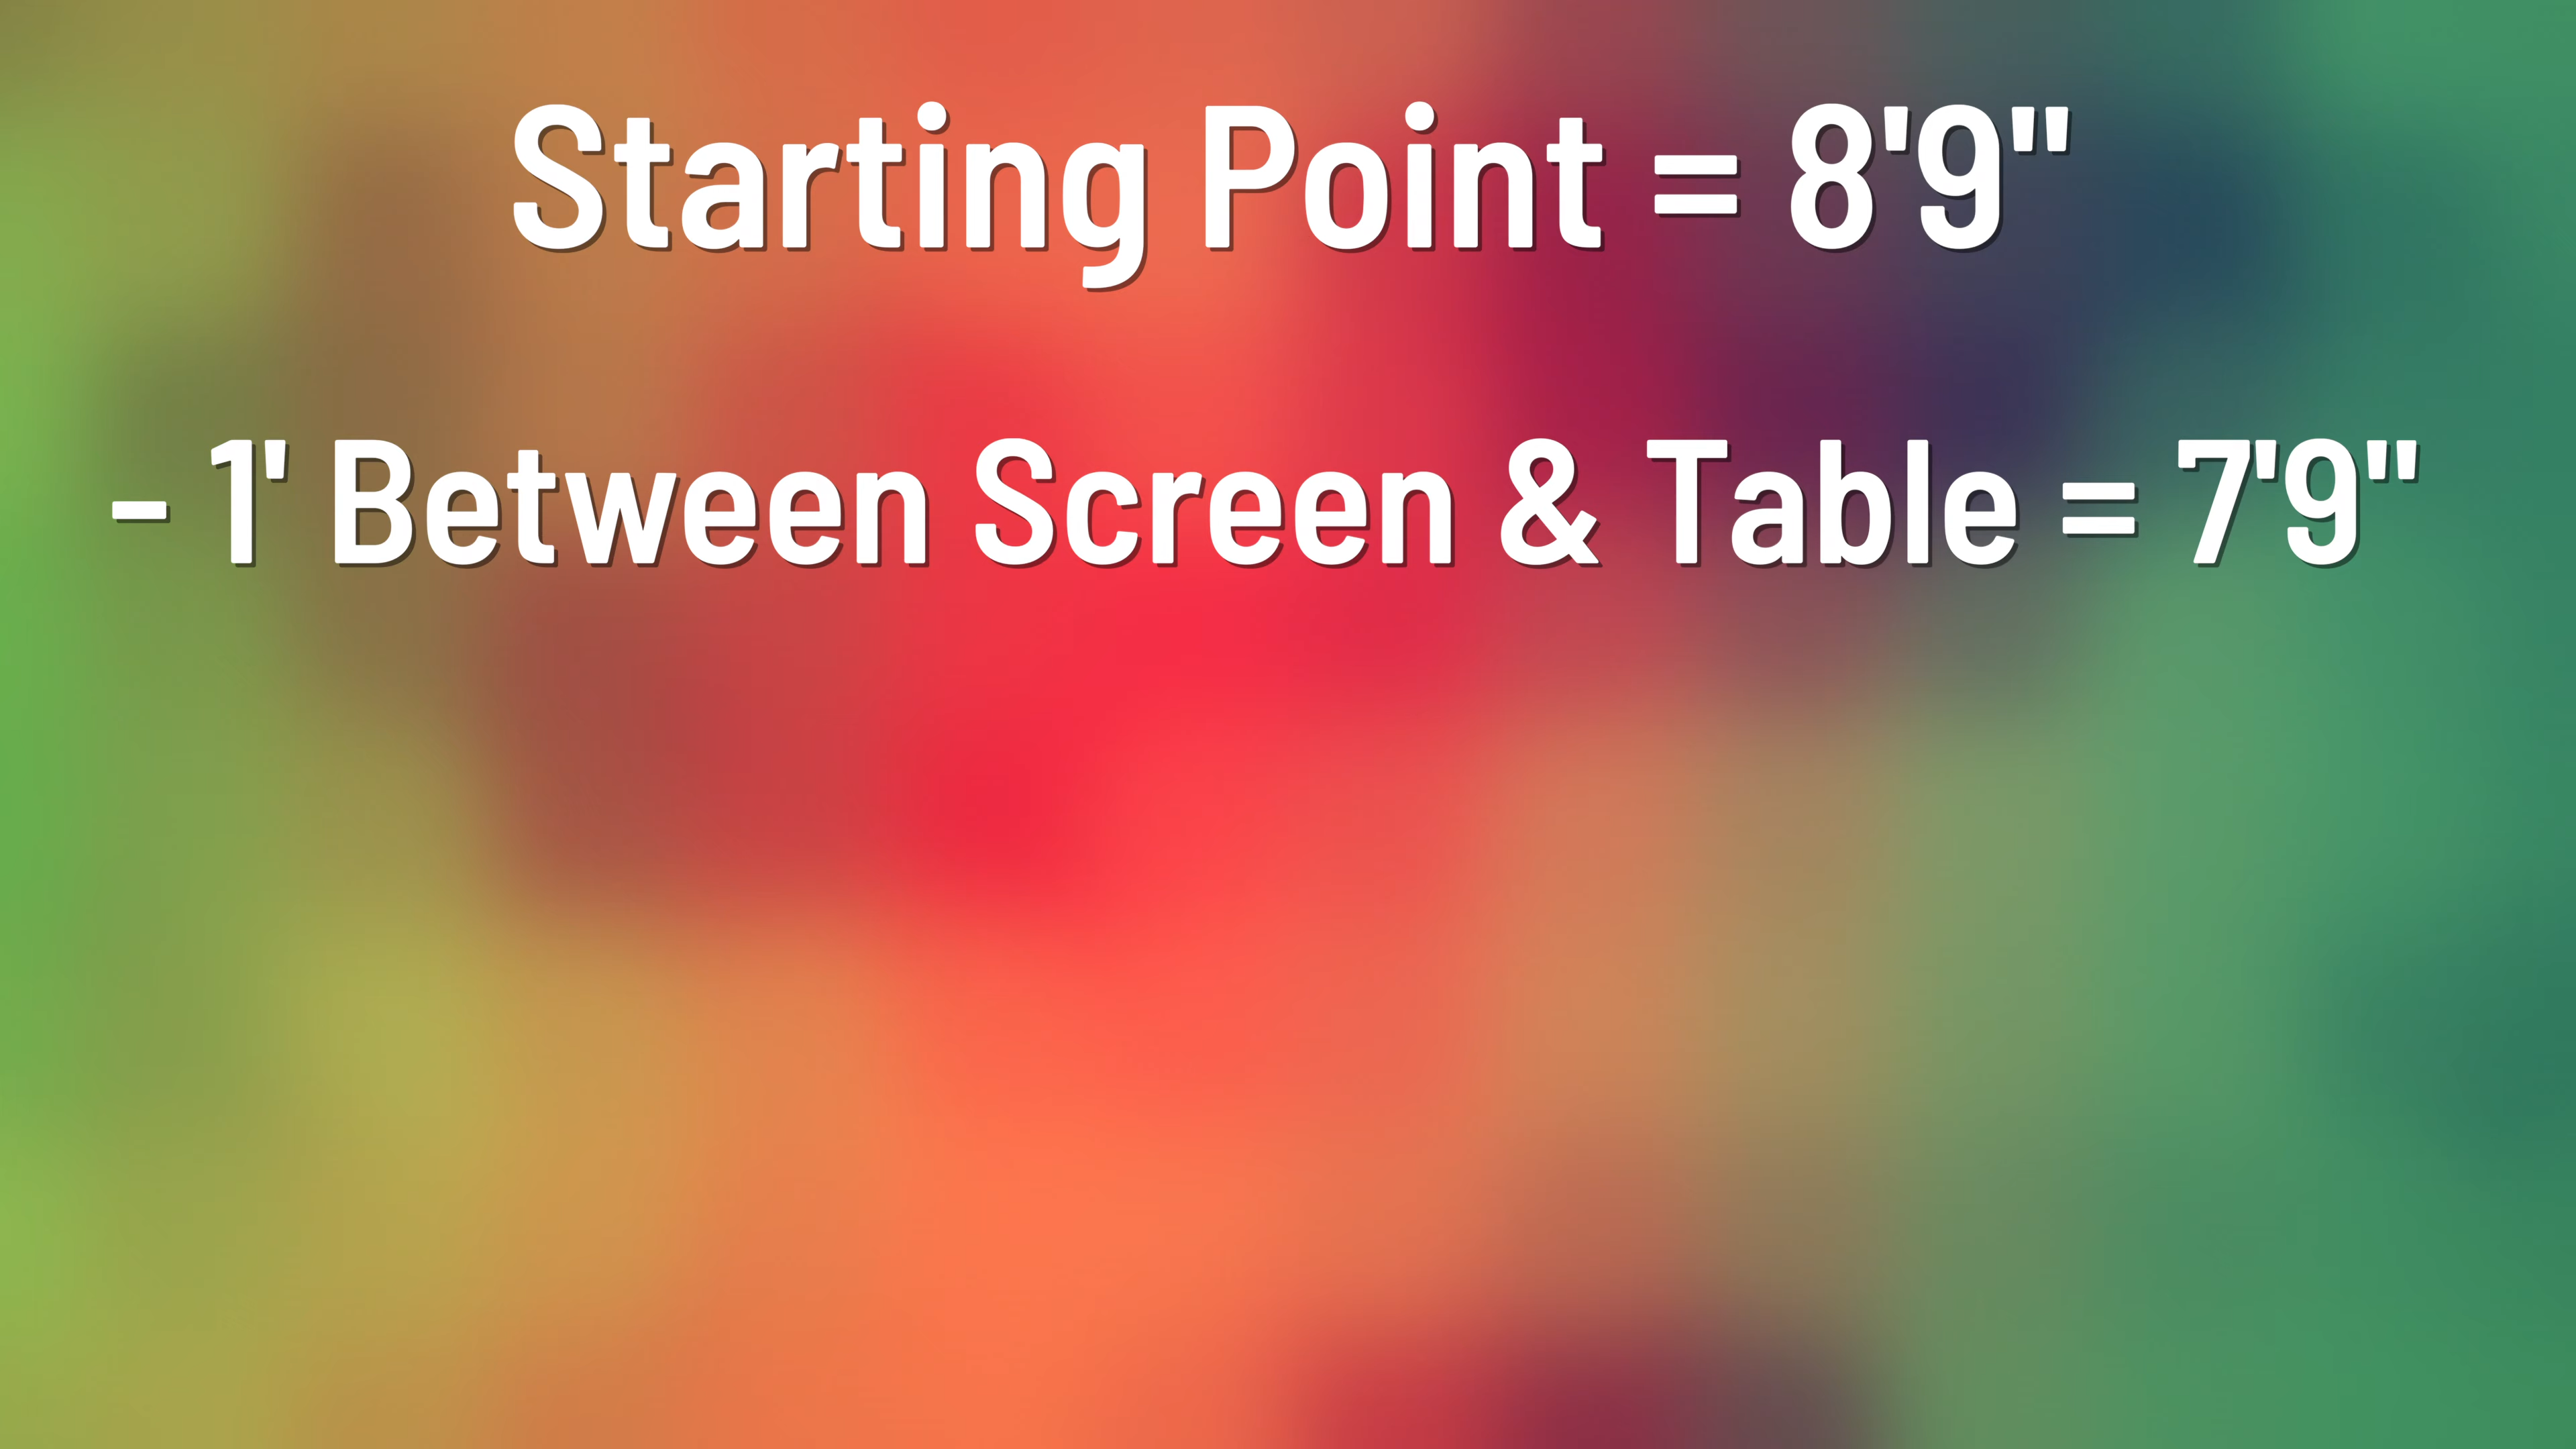 Starting Point = 8'9"
- 1' Between Screen & Table = 7'9"